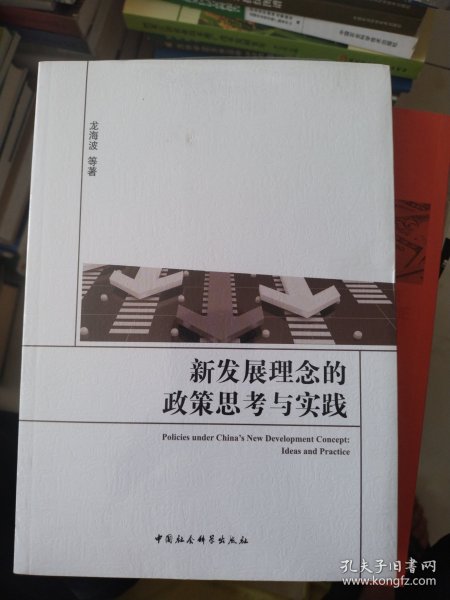 龙海波 等著
新发展理念的
政策思考与实践
Policies under China's New Development Concept:
Ideas and Practice
中国社会科学出版社
孔夫子旧书网
www.kongfz.com